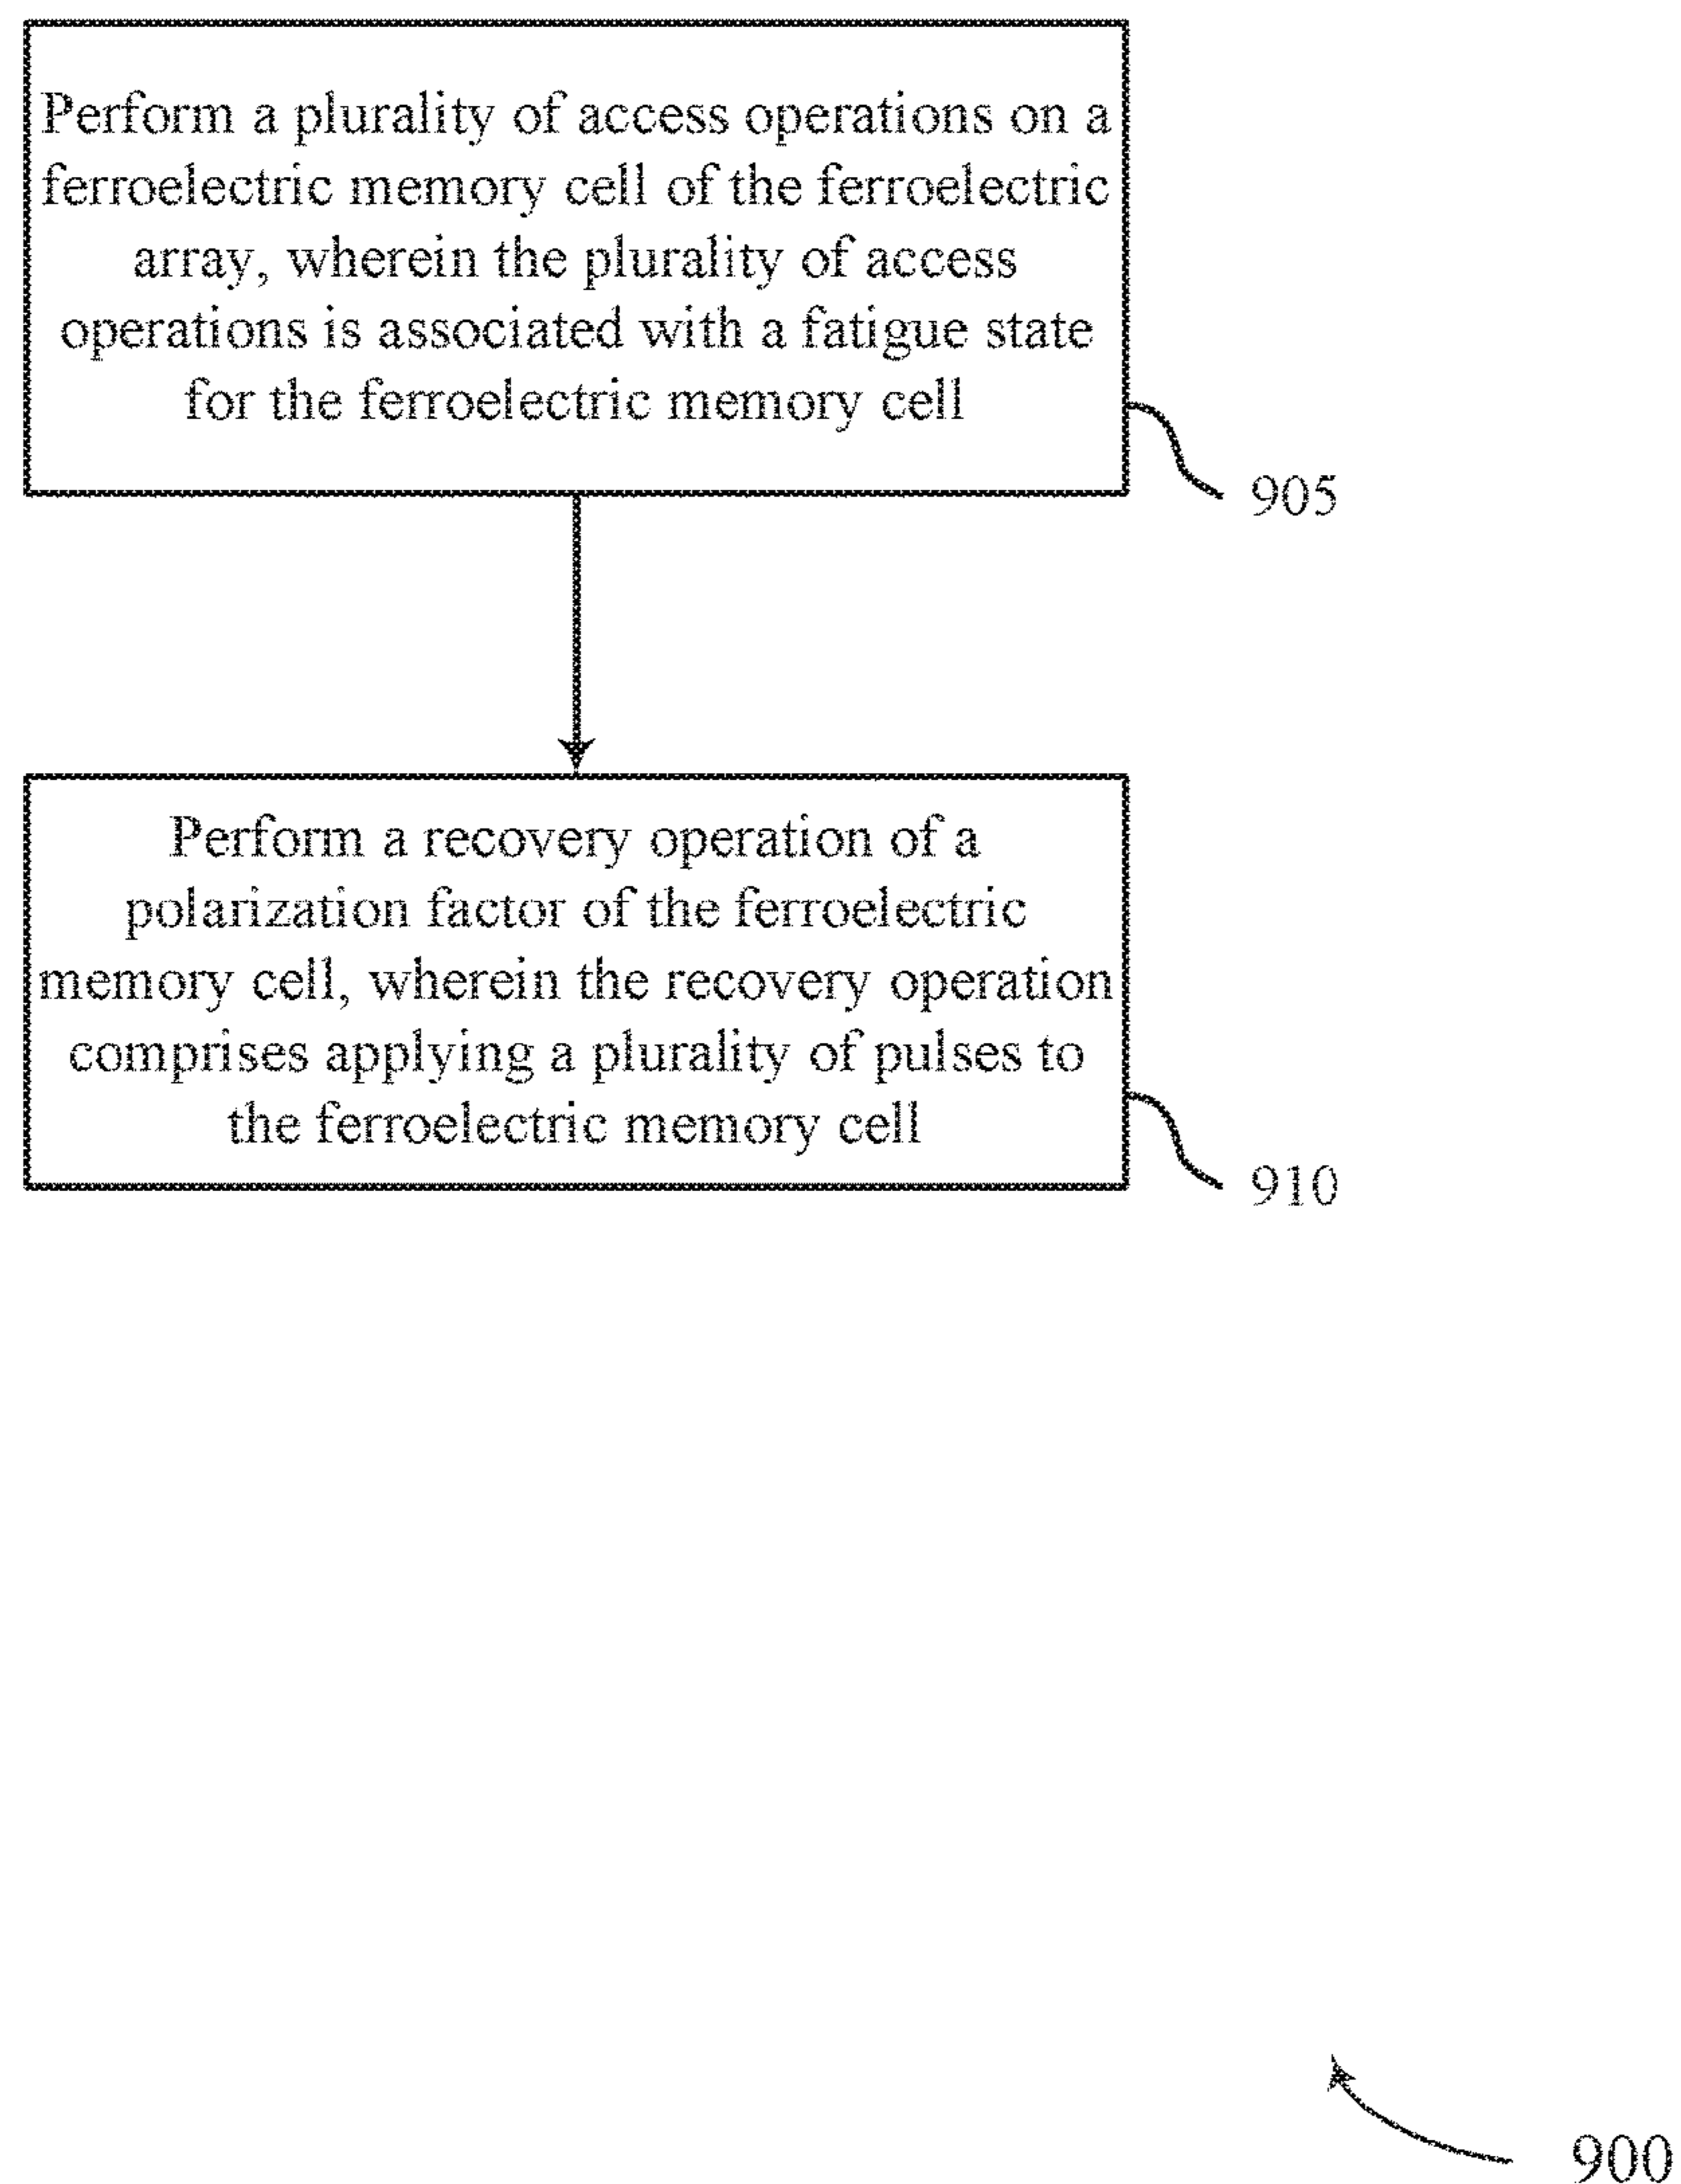 Perform a plurality of access operations on a
ferroelectric memory cell of the ferroelectric
array, wherein the plurality of access
operations is associated with a fatigue state
for the ferroelectric memory cell
905
Perform a recovery operation of a
polarization factor of the ferroelectric
memory cell, wherein the recovery operation
comprises applying a plurality of pulses to
the ferroelectric memory cell
910
900